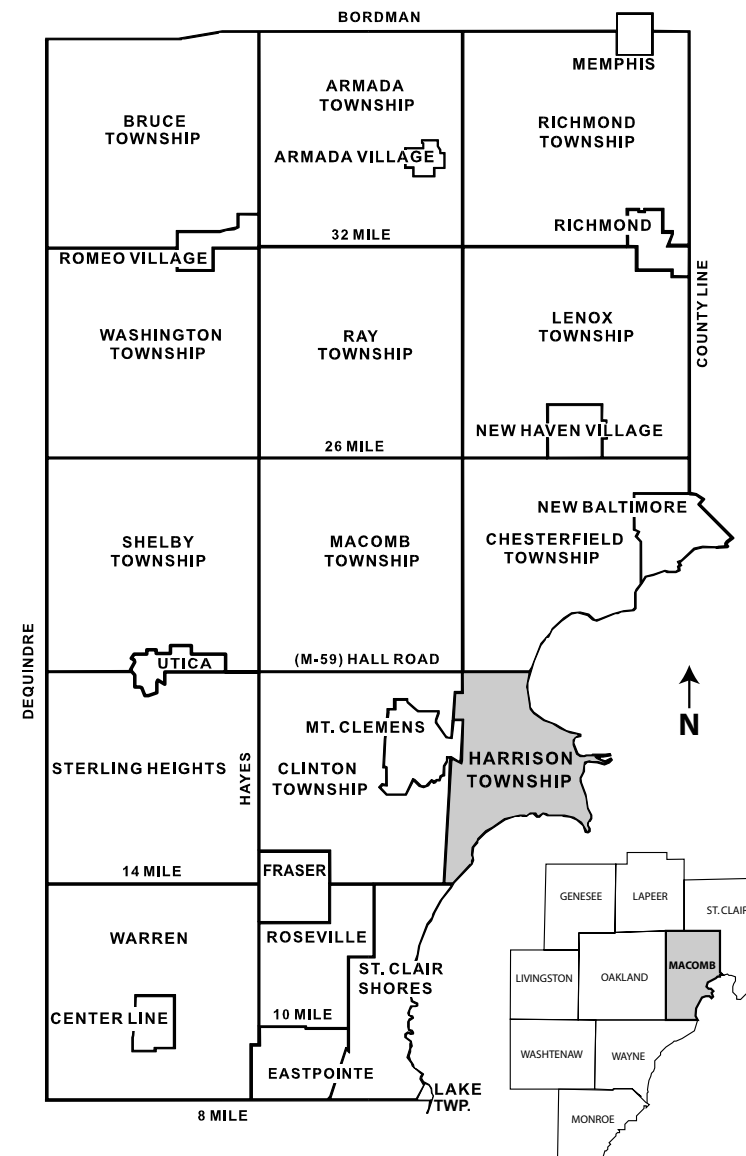 BORDMAN
MEMPHIS
ARMADA
TOWNSHIP
BRUCE
TOWNSHIP
RICHMOND
TOWNSHIP
ARMADA VILLAGE
RICHMOND
32 MILE
ROMEO VILLAGE
COUNTY LINE
WASHINGTON
TOWNSHIP
RAY
TOWNSHIP
LENOX
TOWNSHIP
NEW HAVEN VILLAGE
26 MILE
NEW BALTIMORE
SHELBY
TOWNSHIP
MACOMB
TOWNSHIP
CHESTERFIELD
TOWNSHIP
DEQUINDRE
UTICA
(M-59) HALL ROAD
N
MT. CLEMENS
STERLING HEIGHTS
HAYES
CLINTON
TOWNSHIP
HARRISON
TOWNSHIP
14 MILE
FRASER
WARREN
ROSEVILLE
ST. CLAIR
SHORES
CENTER LINE
10 MILE
EASTPOINTE
LAKE
TWP.
8 MILE
GENESEE
LAPEER
ST. CLAIR
LIVINGSTON
OAKLAND
MACOMB
WASHTENAW
WAYNE
MONROE